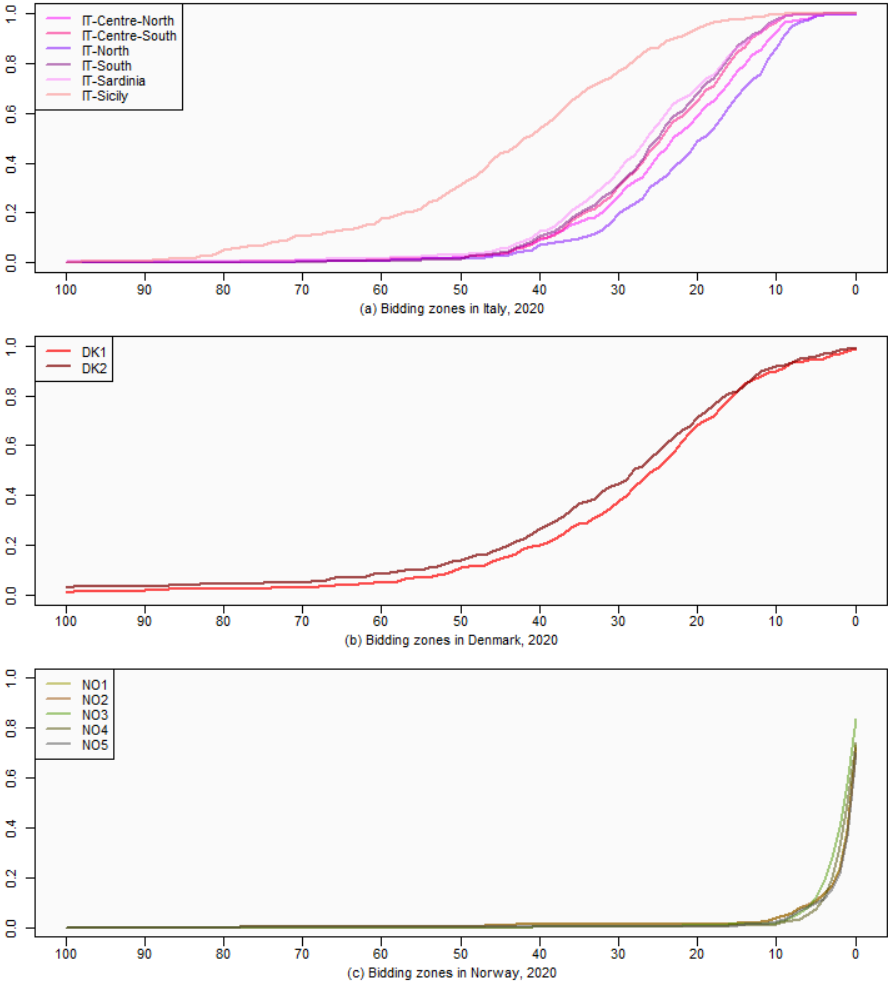 IT-Centre-North
IT-Centre-South
IT-North
IT-South
IT-Sardinia
IT-Sicily
1.0
0.8
0.6
0.4
0.2
0.0
100 90 80 70 60 50 40 30 20 10 0
(a) Bidding zones in Italy, 2020
DK1
DK2
1.0
0.8
0.6
0.4
0.2
0.0
100 90 80 70 60 50 40 30 20 10 0
(b) Bidding zones in Denmark, 2020
NO1
NO2
NO3
NO4
NO5
1.0
0.8
0.6
0.4
0.2
0.0
100 90 80 70 60 50 40 30 20 10 0
(c) Bidding zones in Norway, 2020